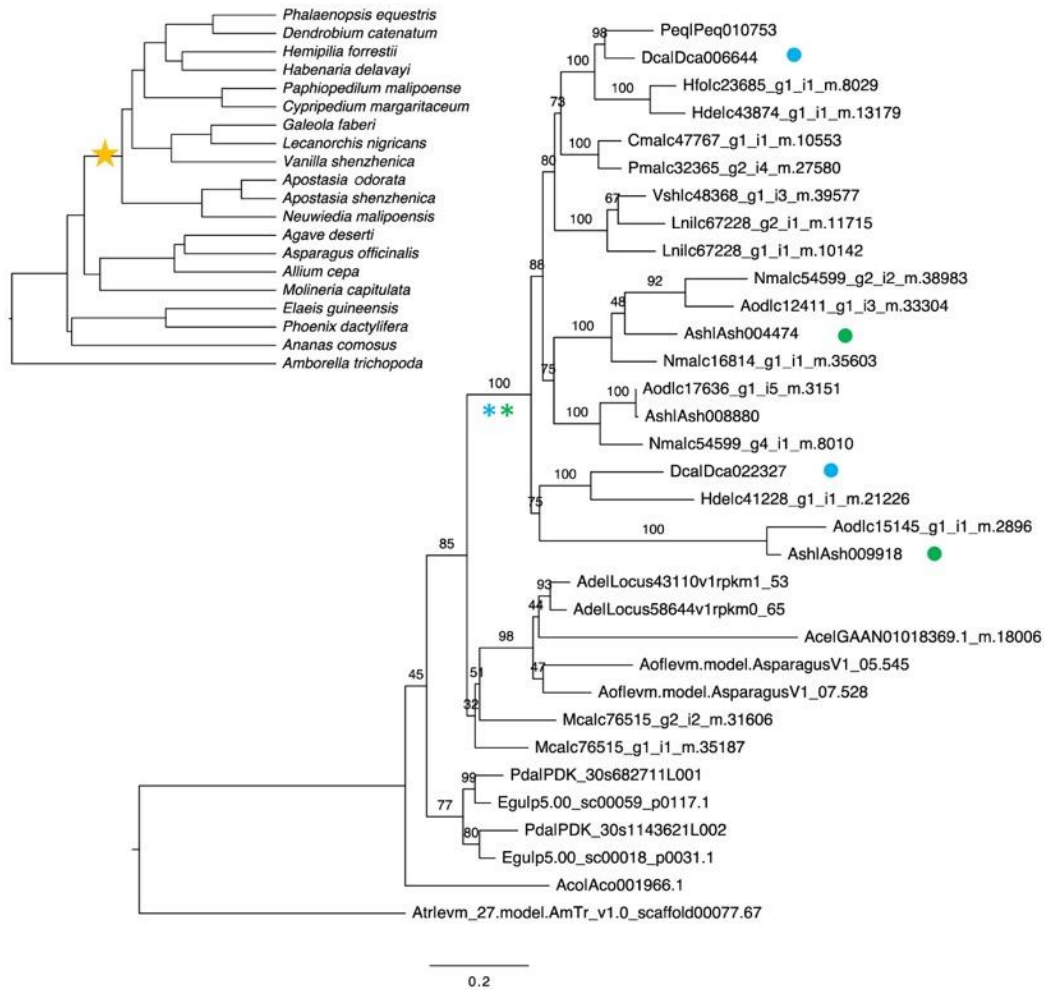 Phalaenopsis equestris
Dendrobium catenatum
Hemipilia forrestii
Habenaria delavayi
Paphiopedilum malipoense
Cypripedium margaritaceum
Galeola faberi
Lecanorchis nigricans
Vanilla shenzhenica
Apostasia odorata
Apostasia shenzhenica
Neuwiedia malipoensis
Agave deserti
Asparagus officinalis
Allium cepa
Molineria capitulata
Elaeis guineensis
Phoenix dactylifera
Ananas comosus
Amborella trichopoda
98 PeqlPeq010753
DcalDca006644
100
Hfolc23685_g1_i1_m.8029
100
Hdelc43874_g1_i1_m.13179
73
Cmalc47767_g1_i1_m.10553
100
Pmalc32365_g2_i4_m.27580
80
Vshlc48368_g1_i3_m.39577
67
Lnilc67228_g2_i1_m.11715
100
Lnilc67228_g1_i1_m.10142
88
Nmalc54599_g2_i2_m.38983
92
Aodlc12411_g1_i3_m.33304
48
AshlAsh004474
100
Nmalc16814_g1_i1_m.35603
75
100 Aodlc17636_g1_i5_m.3151
AshlAsh008880
100
Nmalc54599_g4_i1_m.8010
100
**
DcalDca022327
100
Hdelc41228_g1_i1_m.21226
75
Aodlc15145_g1_i1_m.2896
100
AshlAsh009918
85
93 AdelLocus43110v1rpkm1_53
AdelLocus58644v1rpkm0_65
44
AcelGAAN01018369.1_m.18006
98
Aoflevm.model.AsparagusV1_05.545
47
Aoflevm.model.AsparagusV1_07.528
51
Mcalc76515_g2_i2_m.31606
32
Mcalc76515_g1_i1_m.35187
45
99 PdalPDK_30s682711L001
Egulp5.00_sc00059_p0117.1
77
PdalPDK_30s1143621L002
80
Egulp5.00_sc00018_p0031.1
AcolAco001966.1
Atrlevm_27.model.AmTr_v1.0_scaffold00077.67
0.2